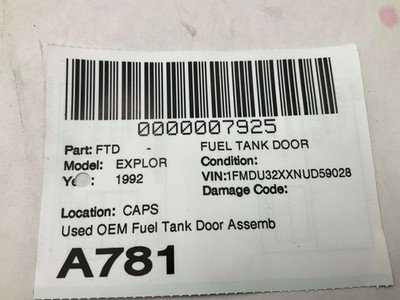 0000007925
Part: FTD - FUEL TANK DOOR
Model: EXPLOR Condition:
Ye r: 1992 VIN:1FMDU32XXNUD59028
Damage Code:
Location: CAPS
Used OEM Fuel Tank Door Assemb
A781